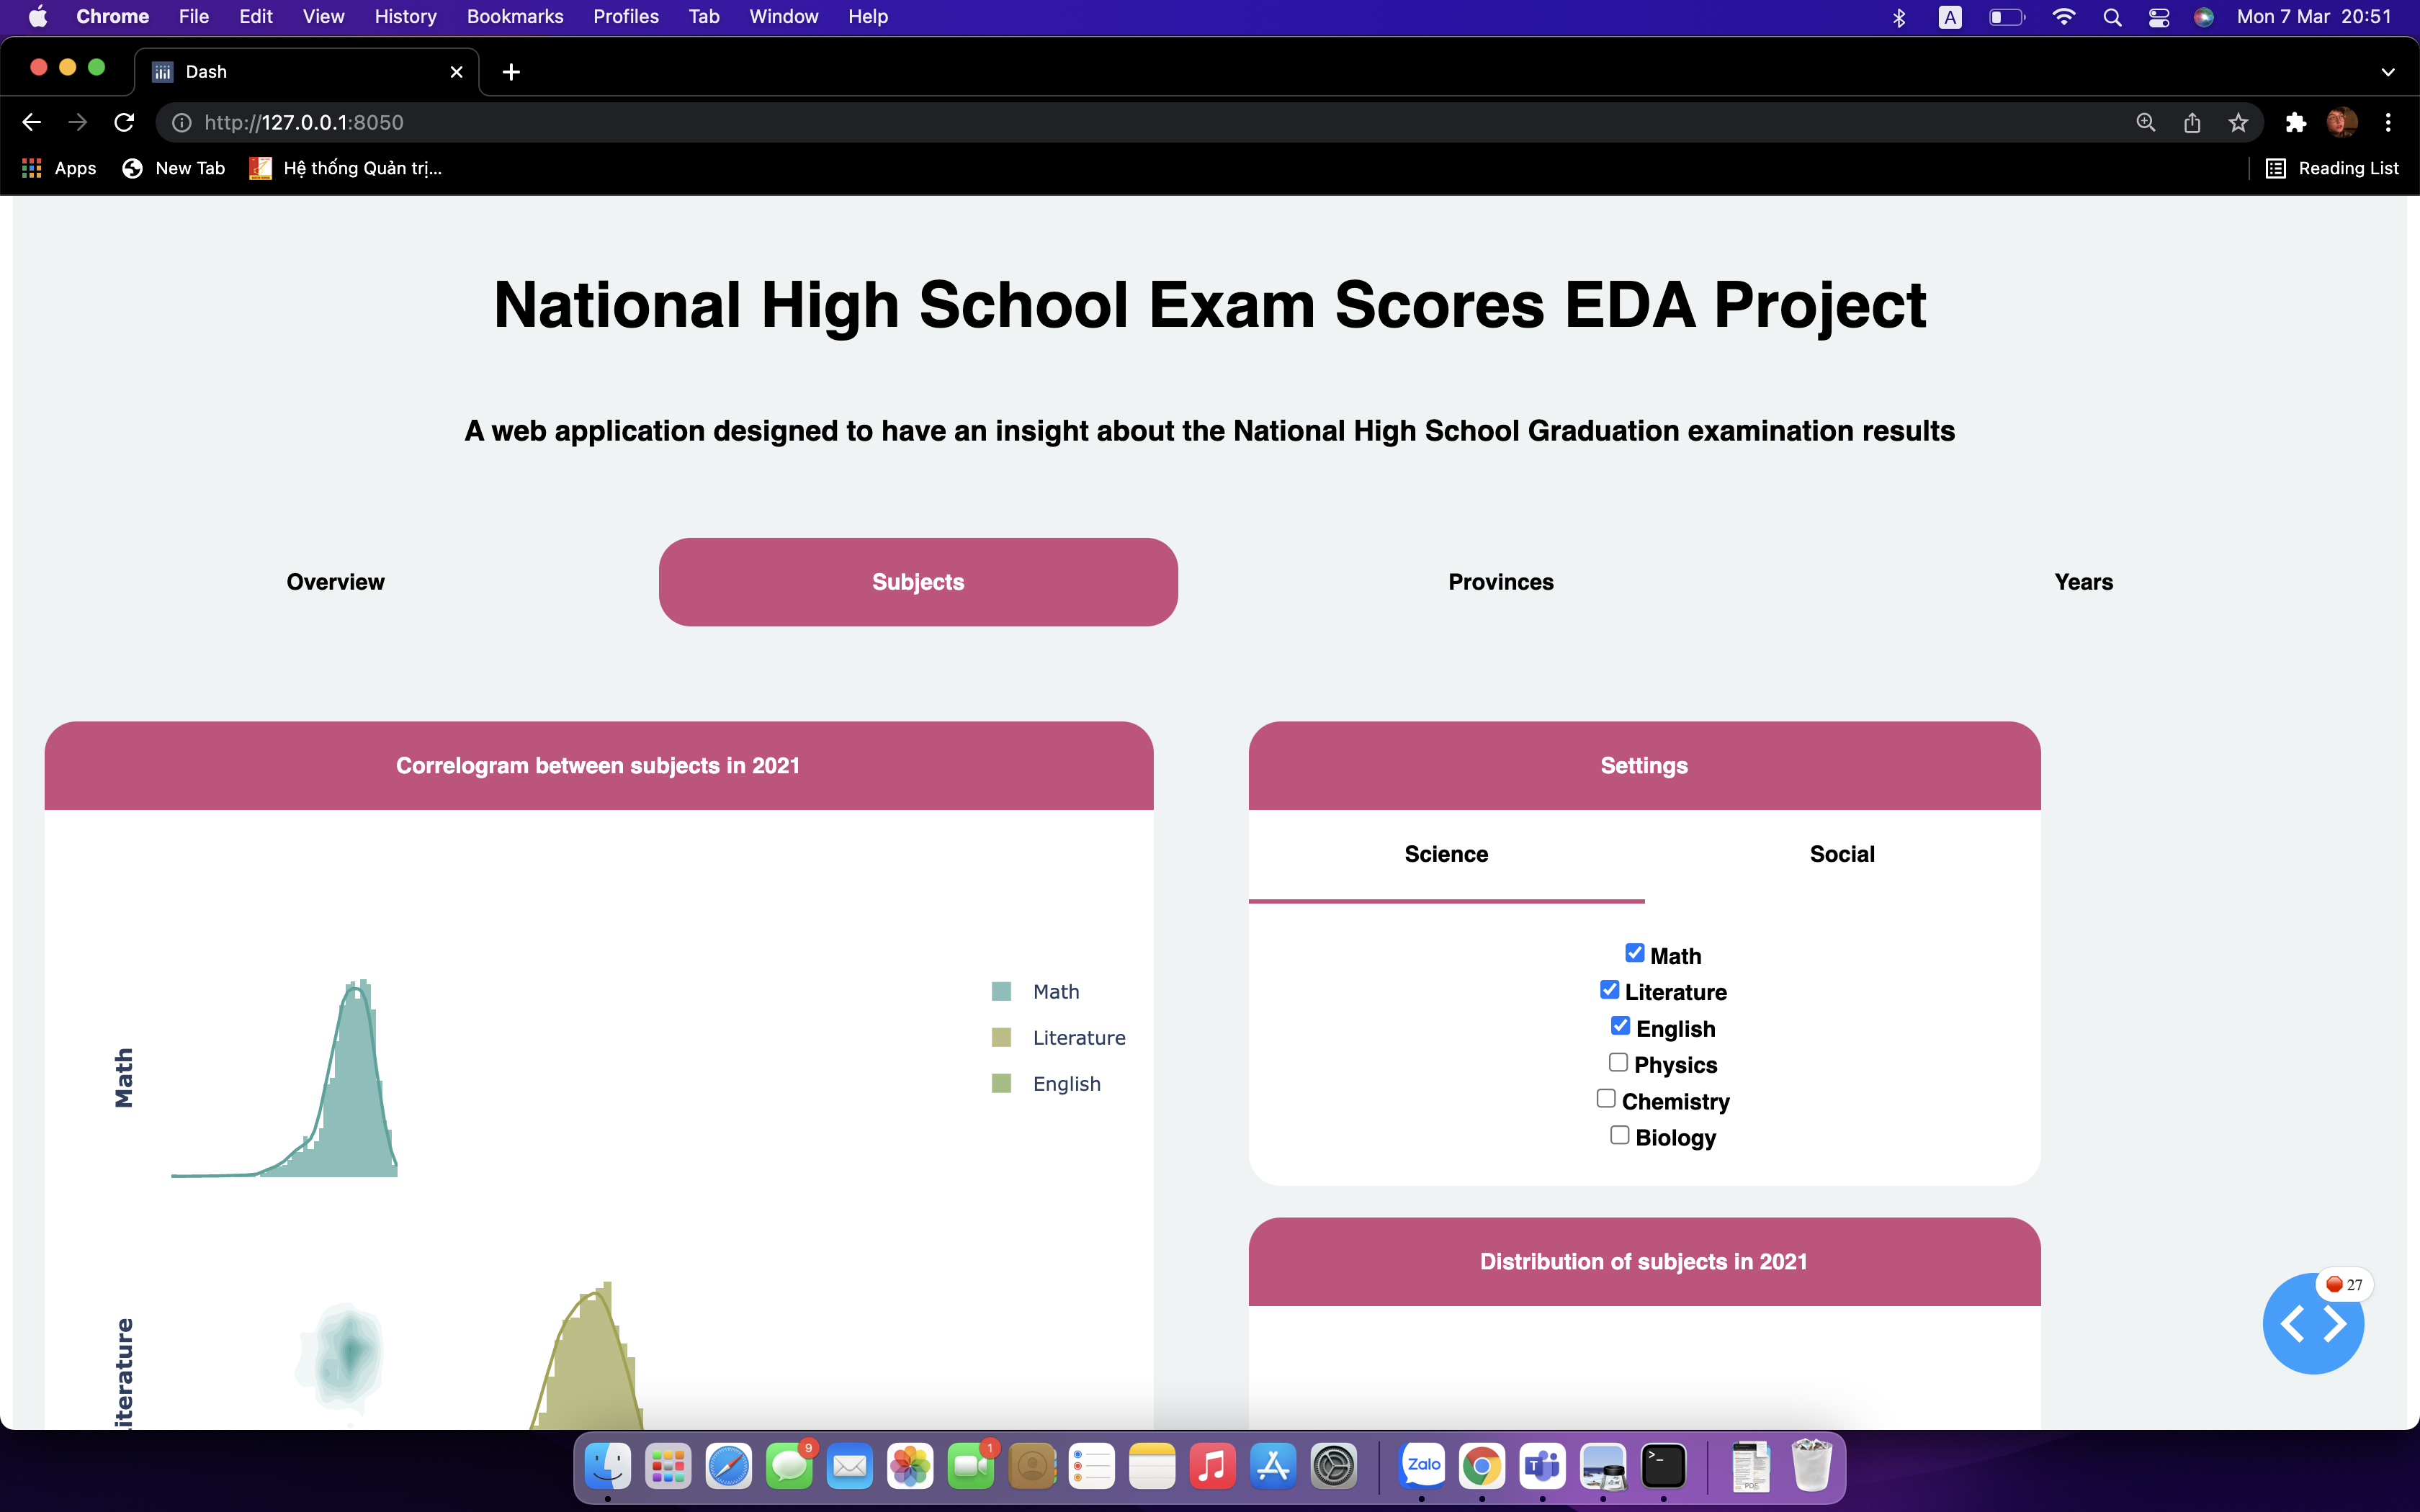 Chrome File Edit View History Bookmarks Profiles Tab Window Help A Mon 7 Mar 20:51
Dash
http://127.0.0.1:8050
Apps New Tab Hệ thống Quản trị... Reading List
National High School Exam Scores EDA Project
A web application designed to have an insight about the National High School Graduation examination results
Overview Subjects Provinces Years
Correlogram between subjects in 2021
Settings
Science Social
Math
Literature
English
Physics
Chemistry
Biology
Math
Literature
English
Math
iterature
Distribution of subjects in 2021
27
9
1
Zalo
T
>_
PDF